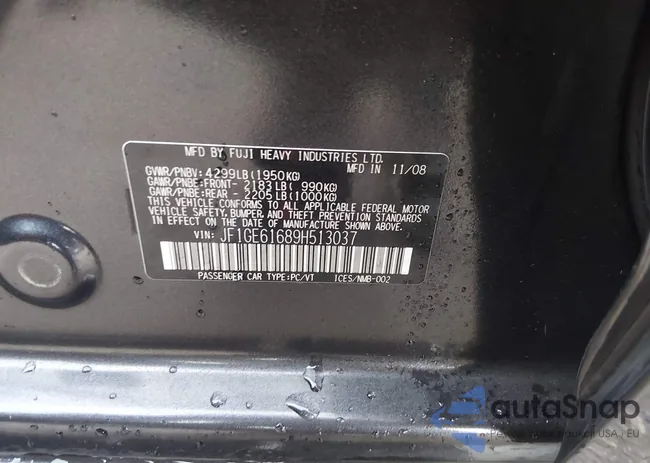 MFD BY FUJI HEAVY INDUSTRIES LTD.
MFD IN 11/08
GVWR/PNBV: 4299LB(1950KG)
GAWR/PNBE:FRONT- 2183LB( 990KG)
GAWR/PNBE:REAR - 2205LB(1000KG)
THIS VEHICLE CONFORMS TO ALL APPLICABLE FEDERAL MOTOR
VEHICLE SAFETY, BUMPER, AND THEFT PREVENTION STANDARDS
IN EFFECT ON THE DATE OF MANUFACTURE SHOWN ABOVE.
VIN: JF1GE61689H513037
PASSENGER CAR TYPE:PC/VT ICES/NMB-002
autoSnap
USA, EU